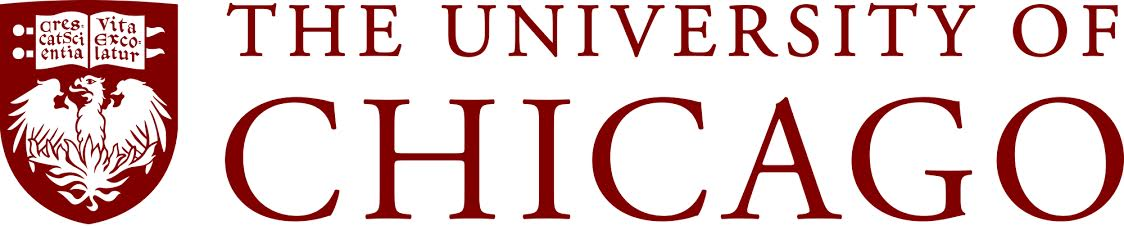 Cres-
catSci
entia
Vita
Exco-
latur
THE UNIVERSITY OF
CHICAGO